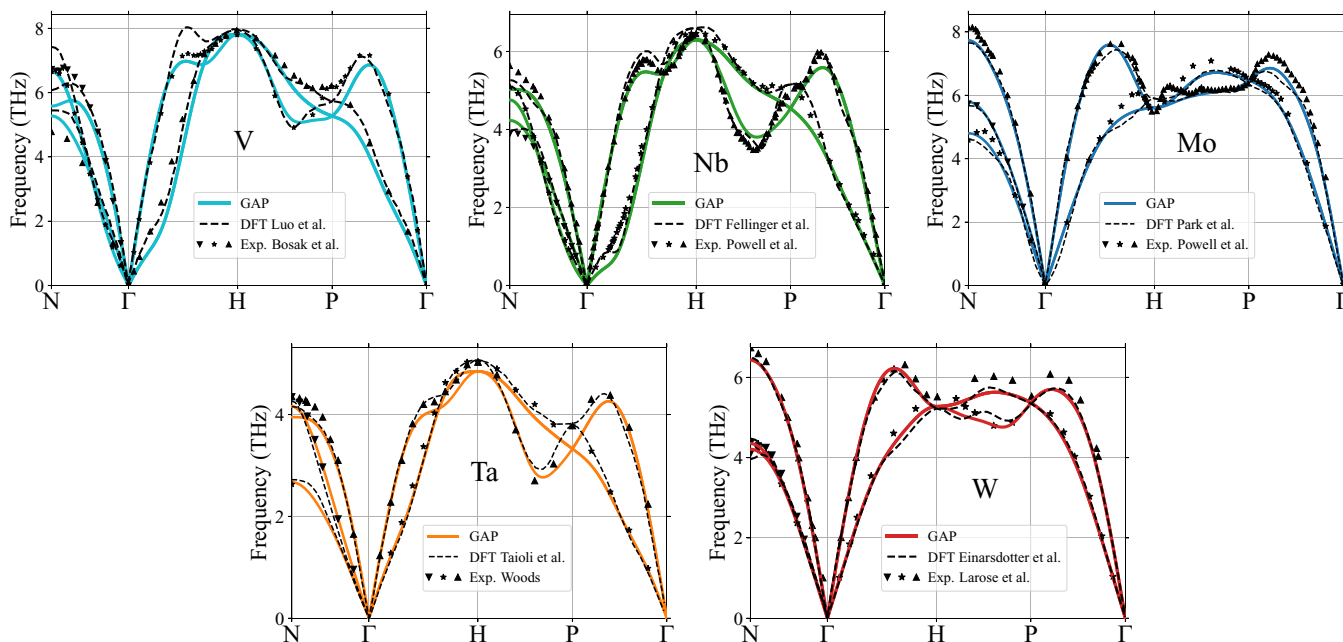 Frequency (THz)
8
6
4
2
0
V
GAP
DFT Luo et al.
Exp. Bosak et al.
N Γ H P Γ
Frequency (THz)
6
4
2
0
Nb
GAP
DFT Fellinger et al.
Exp. Powell et al.
N Γ H P Γ
Frequency (THz)
8
6
4
2
0
Mo
GAP
DFT Park et al.
Exp. Powell et al.
N Γ H P Γ
Frequency (THz)
4
2
0
Ta
GAP
DFT Taioli et al.
Exp. Woods
N Γ H P Γ
Frequency (THz)
6
4
2
0
W
GAP
DFT Einarsdotter et al.
Exp. Larose et al.
N Γ H P Γ